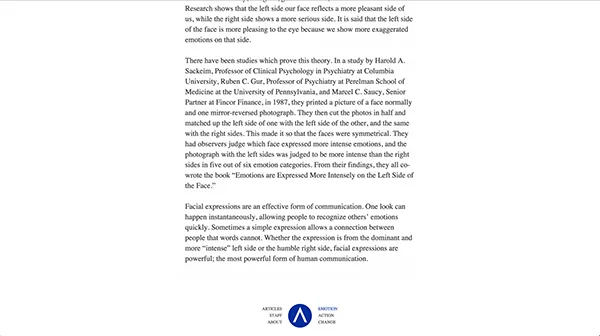 Research shows that the left side our face reflects a more pleasant side of
us, while the right side shows a more serious side. It is said that the left side
of the face is more pleasing to the eye because we show more exaggerated
emotions on that side.
There have been studies which prove this theory. In a study by Harold A.
Sackeim, Professor of Clinical Psychology in Psychiatry at Columbia
University, Ruben C. Gur, Professor of Psychiatry at Perelman School of
Medicine at the University of Pennsylvania, and Marcel C. Saucy, Senior
Partner at Fincor Finance, in 1987, they printed a picture of a face normally
and one mirror-reversed photograph. They then cut the photos in half and
matched up the left side of one with the left side of the other, and the same
with the right sides. This made it so that the faces were symmetrical. They
had observers judge which face expressed more intense emotions, and the
photograph with the left sides was judged to be more intense than the right
sides in five out of six emotion categories. From their findings, they all co-
wrote the book “Emotions are Expressed More Intensely on the Left Side of
the Face.”
Facial expressions are an effective form of communication. One look can
happen instantaneously, allowing people to recognize others’ emotions
quickly. Sometimes a simple expression allows a connection between
people that words cannot. Whether the expression is from the dominant and
more “intense” left side or the humble right side, facial expressions are
powerful; the most powerful form of human communication.
ARTICLES
STAFF
ABOUT
EMOTION
ACTION
CHANGE